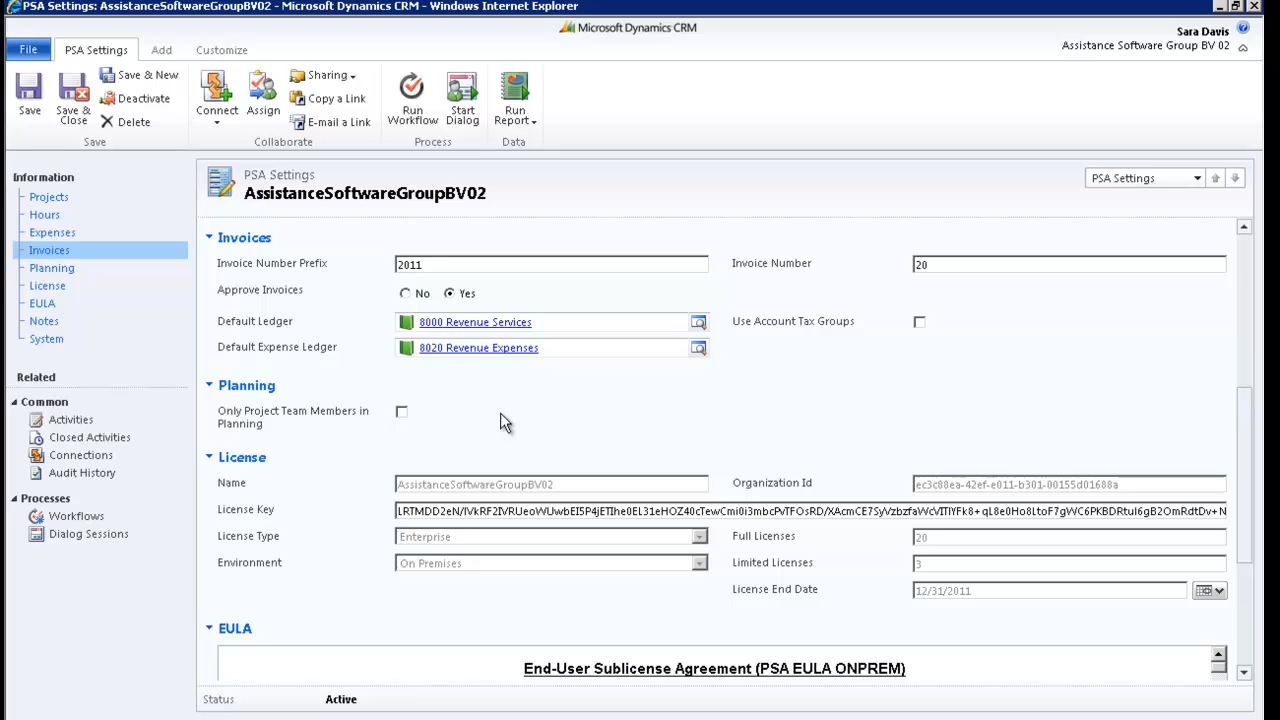 PSA Settings: AssistanceSoftwareGroupBV02 - Microsoft Dynamics CRM - Windows Internet Explorer
Microsoft Dynamics CRM
Sara Davis
Assistance Software Group BV 02
File
PSA Settings
Add
Customize
Save
Save & Close
Save & New
Deactivate
Delete
Save
Connect
Assign
Sharing
Copy a Link
E-mail a Link
Collaborate
Run Workflow
Start Dialog
Process
Run Report
Data
Information
Projects
Hours
Expenses
Invoices
Planning
License
EULA
Notes
System
Related
Common
Activities
Closed Activities
Connections
Audit History
Processes
Workflows
Dialog Sessions
PSA Settings
AssistanceSoftwareGroupBV02
PSA Settings
Invoices
Invoice Number Prefix 2011 Invoice Number 20
Approve Invoices No Yes
Default Ledger 8000 Revenue Services Use Account Tax Groups
Default Expense Ledger 8020 Revenue Expenses
Planning
Only Project Team Members in
Planning
License
Name AssistanceSoftwareGroupBV02 Organization Id ec3c88ea-42ef-e011-b301-00155d01688a
License Key
License Type Enterprise Full Licenses 20
Environment On Premises Limited Licenses 3
License End Date 12/31/2011
EULA
End-User Sublicense Agreement (PSA EULA ONPREM)
Status Active